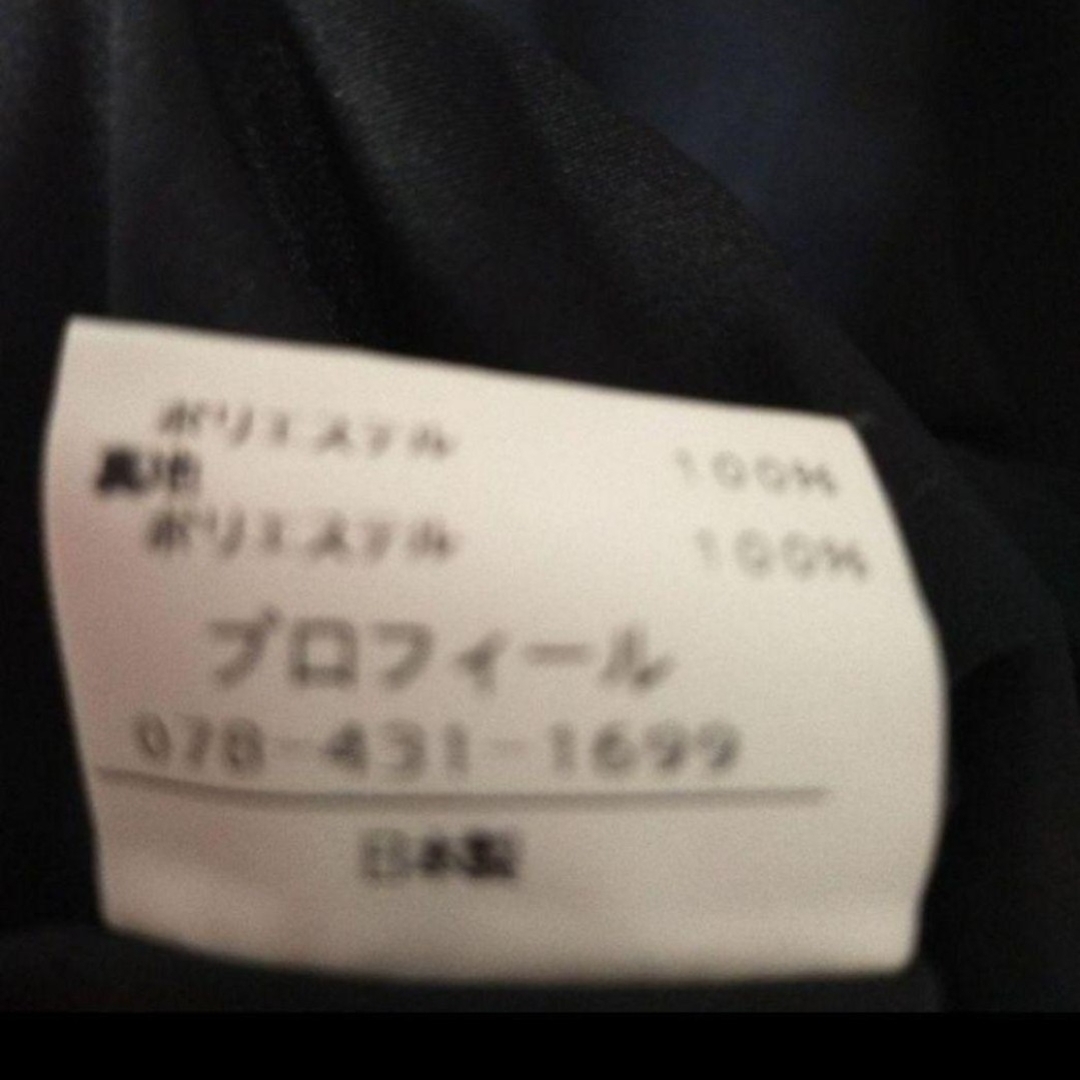 ポリエステル 100%
裏地
ポリエステル 100%
プロフィール
078-431-1699
日本製